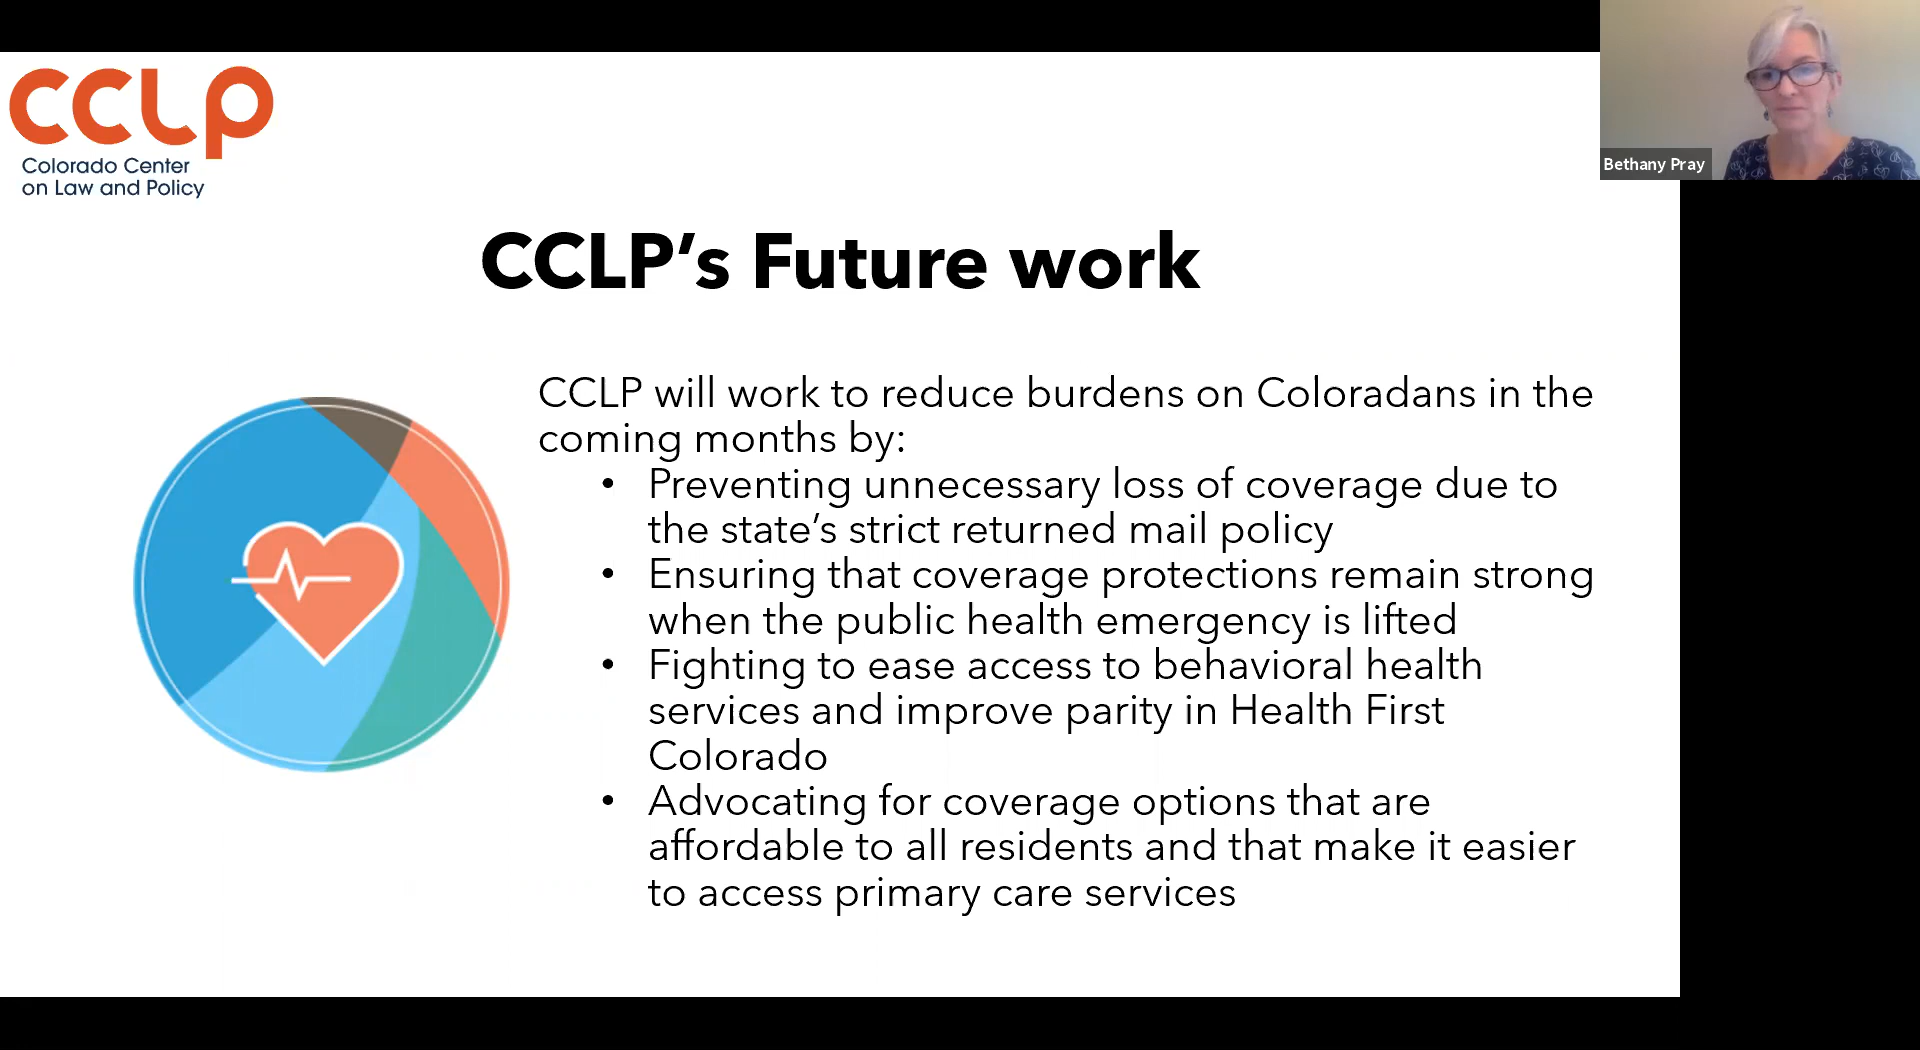 CCLP
Colorado Center
on Law and Policy
Bethany Pray
CCLP’s Future work
CCLP will work to reduce burdens on Coloradans in the
coming months by:
• Preventing unnecessary loss of coverage due to
the state’s strict returned mail policy
• Ensuring that coverage protections remain strong
when the public health emergency is lifted
• Fighting to ease access to behavioral health
services and improve parity in Health First
Colorado
• Advocating for coverage options that are
affordable to all residents and that make it easier
to access primary care services